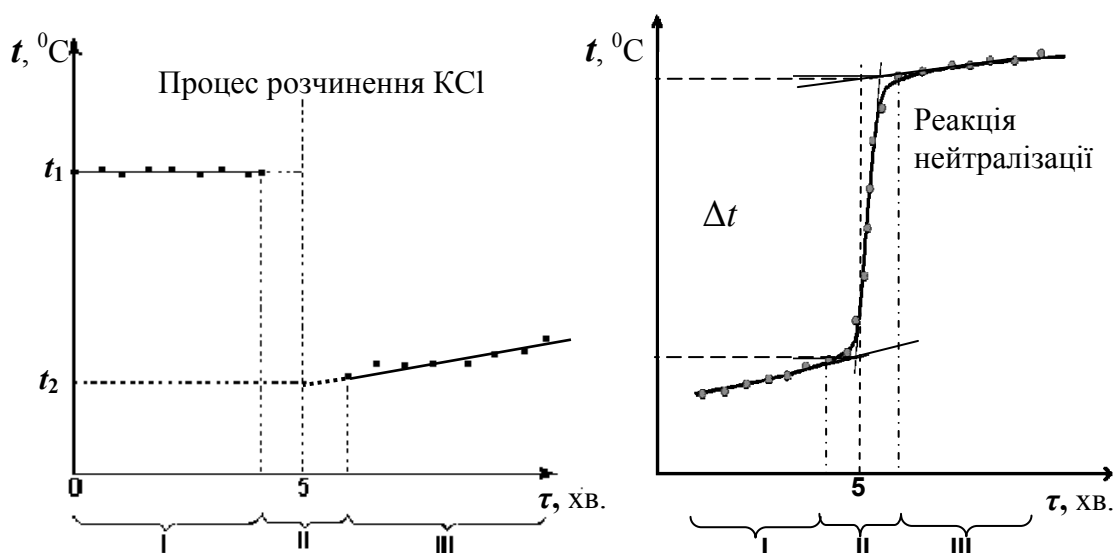 t, ⁰C
Процес розчинення KCl
t₁
t₂
0
5
τ, хв.
I
II
III
t, ⁰C
Реакція
нейтралізації
Δt
5
τ, хв.
I
II
III